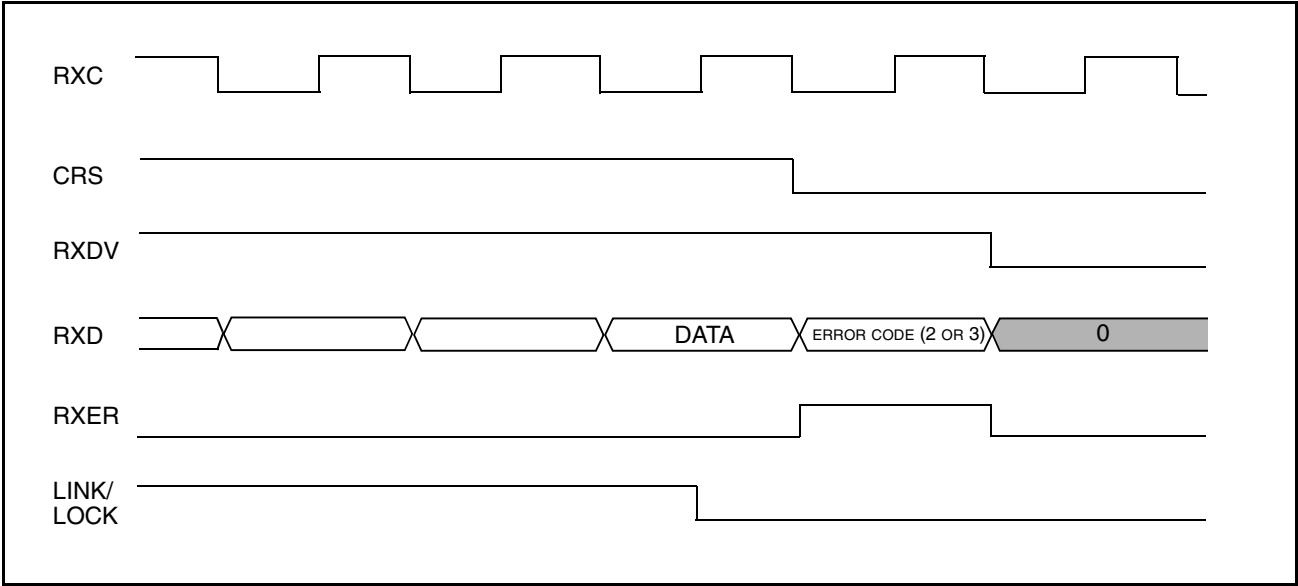 RXC
CRS
RXDV
RXD DATA ERROR CODE (2 OR 3) 0
RXER
LINK/
LOCK